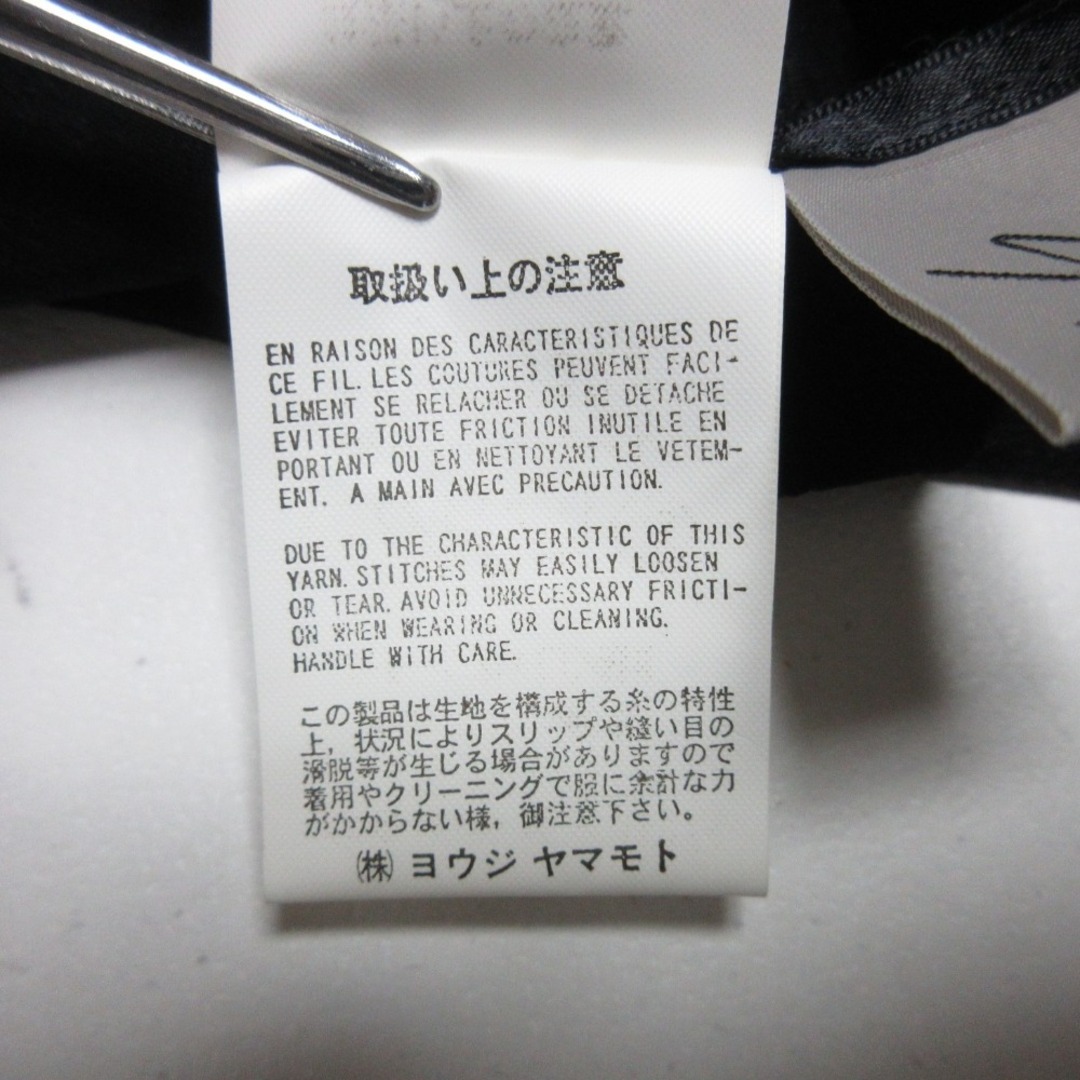 取扱い上の注意
EN RAISON DES CARACTERISTIQUES DE
CE FIL. LES COUTURES PEUVENT FACI-
LEMENT SE RELACHER OU SE DETACHE
EVITER TOUTE FRICTION INUTILE EN
PORTANT OU EN NETTOYANT LE VETEM-
ENT. A MAIN AVEC PRECAUTION.
DUE TO THE CHARACTERISTIC OF THIS
YARN. STITCHES MAY EASILY LOOSEN
OR TEAR. AVOID UNNECESSARY FRICTI-
ON WHEN WEARING OR CLEANING.
HANDLE WITH CARE.
この製品は生地を構成する糸の特性
上, 状況によりスリップや縫い目の
滑脱等が生じる場合がありますので
着用やクリーニングで服に余計な力
がかからない様, 御注意下さい。
㈱ ヨウジ ヤマモト